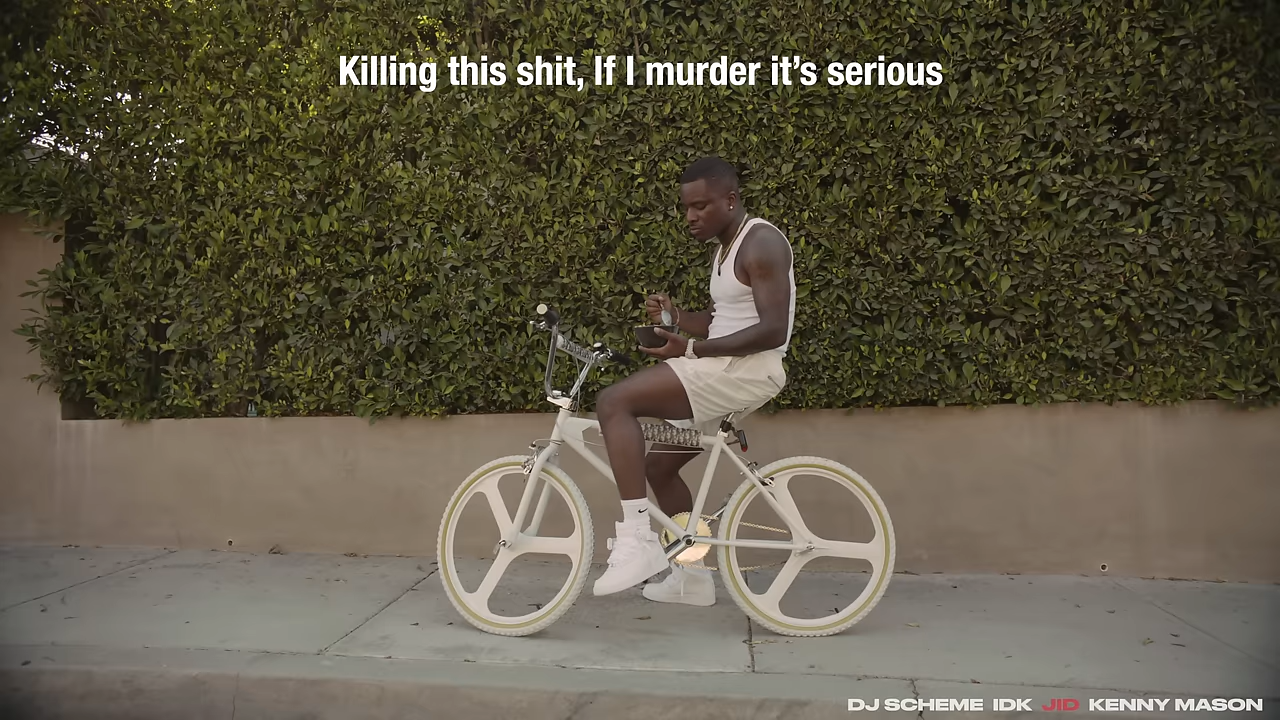 Killing this shit, If I murder it's serious
DJ SCHEME IDK JID KENNY MASON